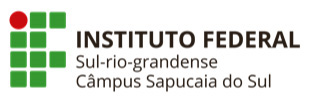 INSTITUTO FEDERAL
Sul-rio-grandense
Câmpus Sapucaia do Sul